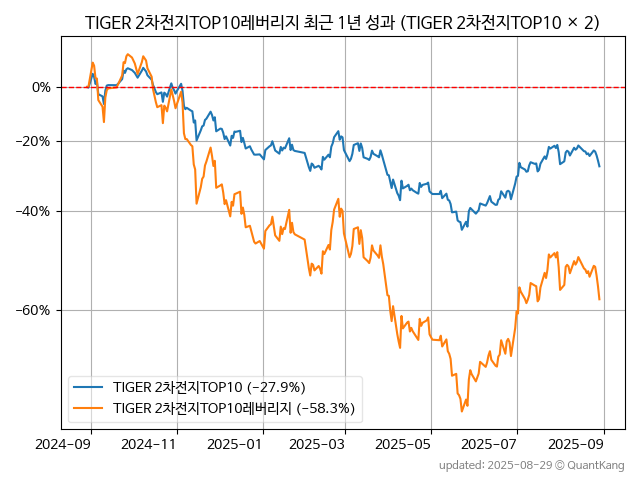 TIGER 2차전지TOP10레버리지 최근 1년 성과 (TIGER 2차전지TOP10 × 2)
0%
−20%
−40%
−60%
TIGER 2차전지TOP10 (−27.9%)
TIGER 2차전지TOP10레버리지 (−58.3%)
2024-09 2024-11 2025-01 2025-03 2025-05 2025-07 2025-09
updated: 2025-08-29 © QuantKang